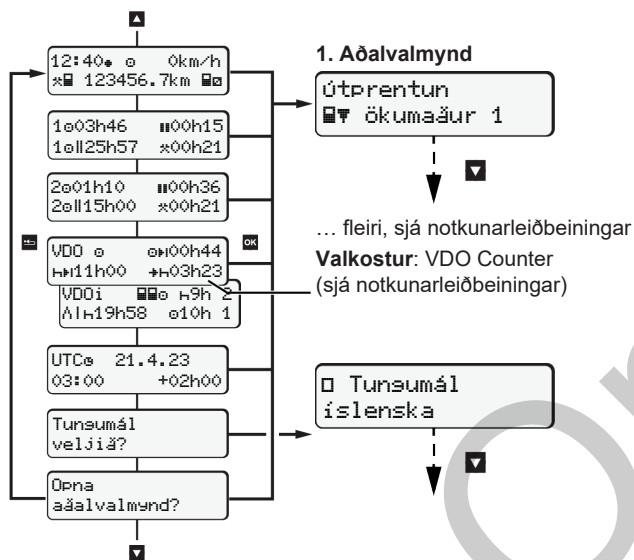 12:40● ⊙ 0km/h
123456.7km
1⊙03h46 00h15
1⊙25h57 00h21
2⊙01h10 00h36
2⊙15h00 00h21
VDO ⊙ ⊙00h44
11h00 03h23
VDOi ⊙ 9h 2
19h58 ⊙10h 1
UTC 21.4.23
03:00 +02h00
Tungumál
veljið?
Opna
aðalvalmynd?
OK
1. Aðalvalmynd
útprentun
ökumaður 1
… fleiri, sjá notkunarleiðbeiningar
Valkostur: VDO Counter
(sjá notkunarleiðbeiningar)
Tungumál
íslenska